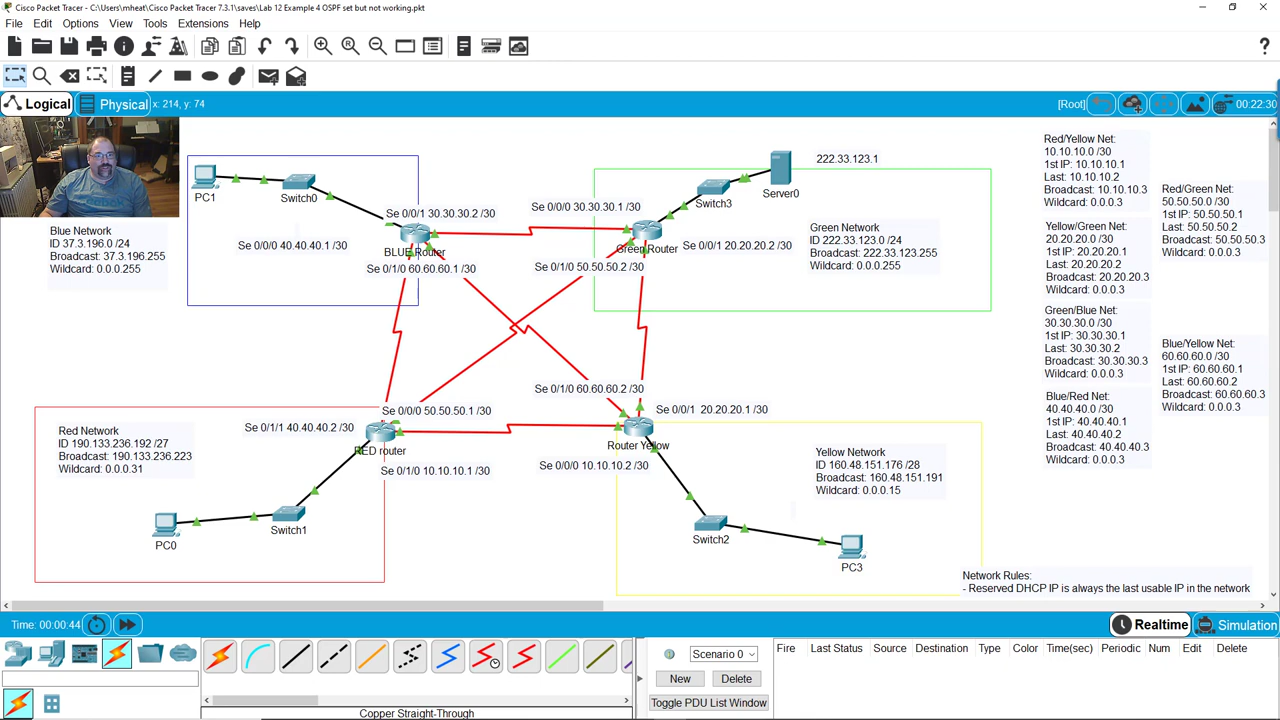 Cisco Packet Tracer - C:\Users\mheat\Cisco Packet Tracer 7.3.1\saves\Lab 12 Example 4 OSPF set but not working.pkt
File Edit Options View Tools Extensions Help
Logical Physical x: 214, y: 74 [Root] 00:22:30
PC1
Switch0
Blue Network
ID 37.3.196.0 /24
Broadcast: 37.3.196.255
Wildcard: 0.0.0.255
Se 0/0/1 30.30.30.2 /30
Se 0/0/0 40.40.40.1 /30
BLUE Router
Se 0/1/0 60.60.60.1 /30
Se 0/0/0 30.30.30.1 /30
Green Router
Se 0/1/0 50.50.50.2 /30
Se 0/0/1 20.20.20.2 /30
Switch3
Server0
222.33.123.1
Green Network
ID 222.33.123.0 /24
Broadcast: 222.33.123.255
Wildcard: 0.0.0.255
Red/Yellow Net:
10.10.10.0 /30
1st IP: 10.10.10.1
Last: 10.10.10.2
Broadcast: 10.10.10.3
Wildcard: 0.0.0.3
Yellow/Green Net:
20.20.20.0 /30
1st IP: 20.20.20.1
Last: 20.20.20.2
Broadcast: 20.20.20.3
Wildcard: 0.0.0.3
Green/Blue Net:
30.30.30.0 /30
1st IP: 30.30.30.1
Last: 30.30.30.2
Broadcast: 30.30.30.3
Wildcard: 0.0.0.3
Blue/Red Net:
40.40.40.0 /30
1st IP: 40.40.40.1
Last: 40.40.40.2
Broadcast: 40.40.40.3
Wildcard: 0.0.0.3
Red/Green Net:
50.50.50.0 /30
1st IP: 50.50.50.1
Last: 50.50.50.2
Broadcast: 50.50.50.3
Wildcard: 0.0.0.3
Blue/Yellow Net:
60.60.60.0 /30
1st IP: 60.60.60.1
Last: 60.60.60.2
Broadcast: 60.60.60.3
Wildcard: 0.0.0.3
Red Network
ID 190.133.236.192 /27
Broadcast: 190.133.236.223
Wildcard: 0.0.0.31
Se 0/0/0 50.50.50.1 /30
Se 0/1/1 40.40.40.2 /30
RED router
Se 0/1/0 10.10.10.1 /30
Switch1
PC0
Se 0/1/0 60.60.60.2 /30
Se 0/0/1 20.20.20.1 /30
Router Yellow
Se 0/0/0 10.10.10.2 /30
Yellow Network
ID 160.48.151.176 /28
Broadcast: 160.48.151.191
Wildcard: 0.0.0.15
Switch2
PC3
Network Rules:
- Reserved DHCP IP is always the last usable IP in the network
Time: 00:00:44 Realtime Simulation
Scenario 0
New Delete
Toggle PDU List Window
Fire Last Status Source Destination Type Color Time(sec) Periodic Num Edit Delete
Copper Straight-Through